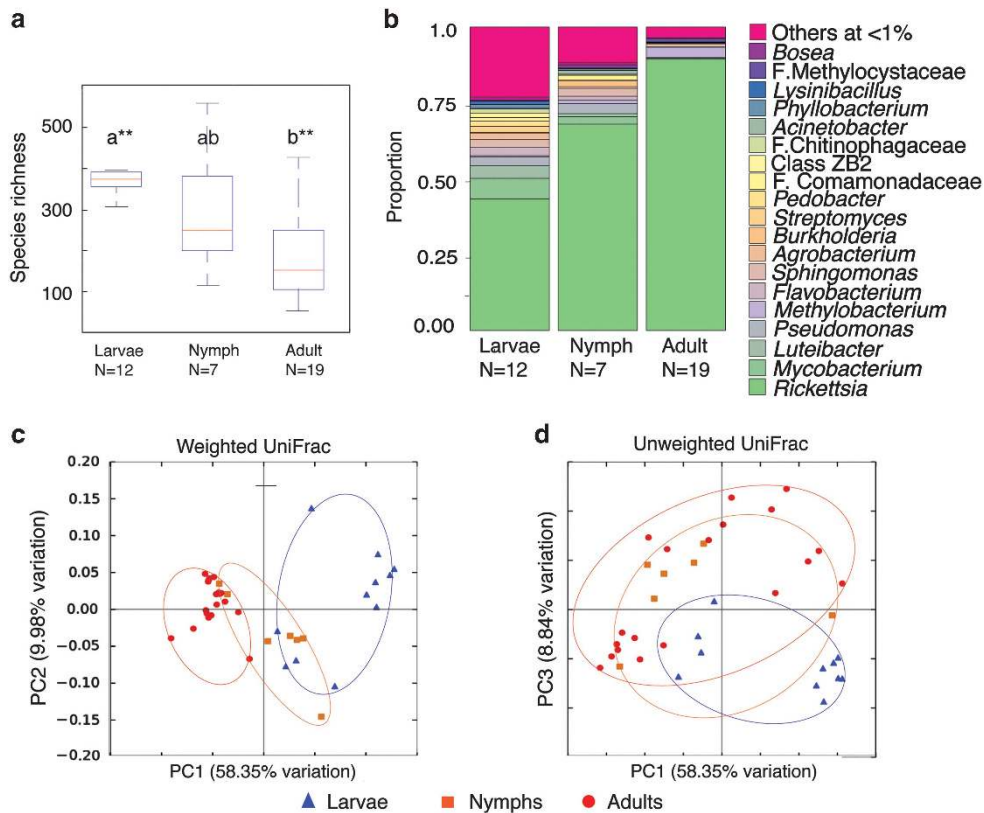 a
Species richness
500
300
100
a**
ab
b**
Larvae
N=12
Nymph
N=7
Adult
N=19
b
Proportion
1.0
0.75
0.50
0.25
0.00
Larvae
N=12
Nymph
N=7
Adult
N=19
Others at <1%
Bosea
F.Methylocystaceae
Lysinibacillus
Phyllobacterium
Acinetobacter
F.Chitinophagaceae
Class ZB2
F. Comamonadaceae
Pedobacter
Streptomyces
Burkholderia
Agrobacterium
Sphingomonas
Flavobacterium
Methylobacterium
Pseudomonas
Luteibacter
Mycobacterium
Rickettsia
c
Weighted UniFrac
PC2 (9.98% variation)
0.20
0.15
0.10
0.05
0.00
−0.05
−0.10
−0.15
−0.20
PC1 (58.35% variation)
d
Unweighted UniFrac
PC3 (8.84% variation)
PC1 (58.35% variation)
Larvae
Nymphs
Adults